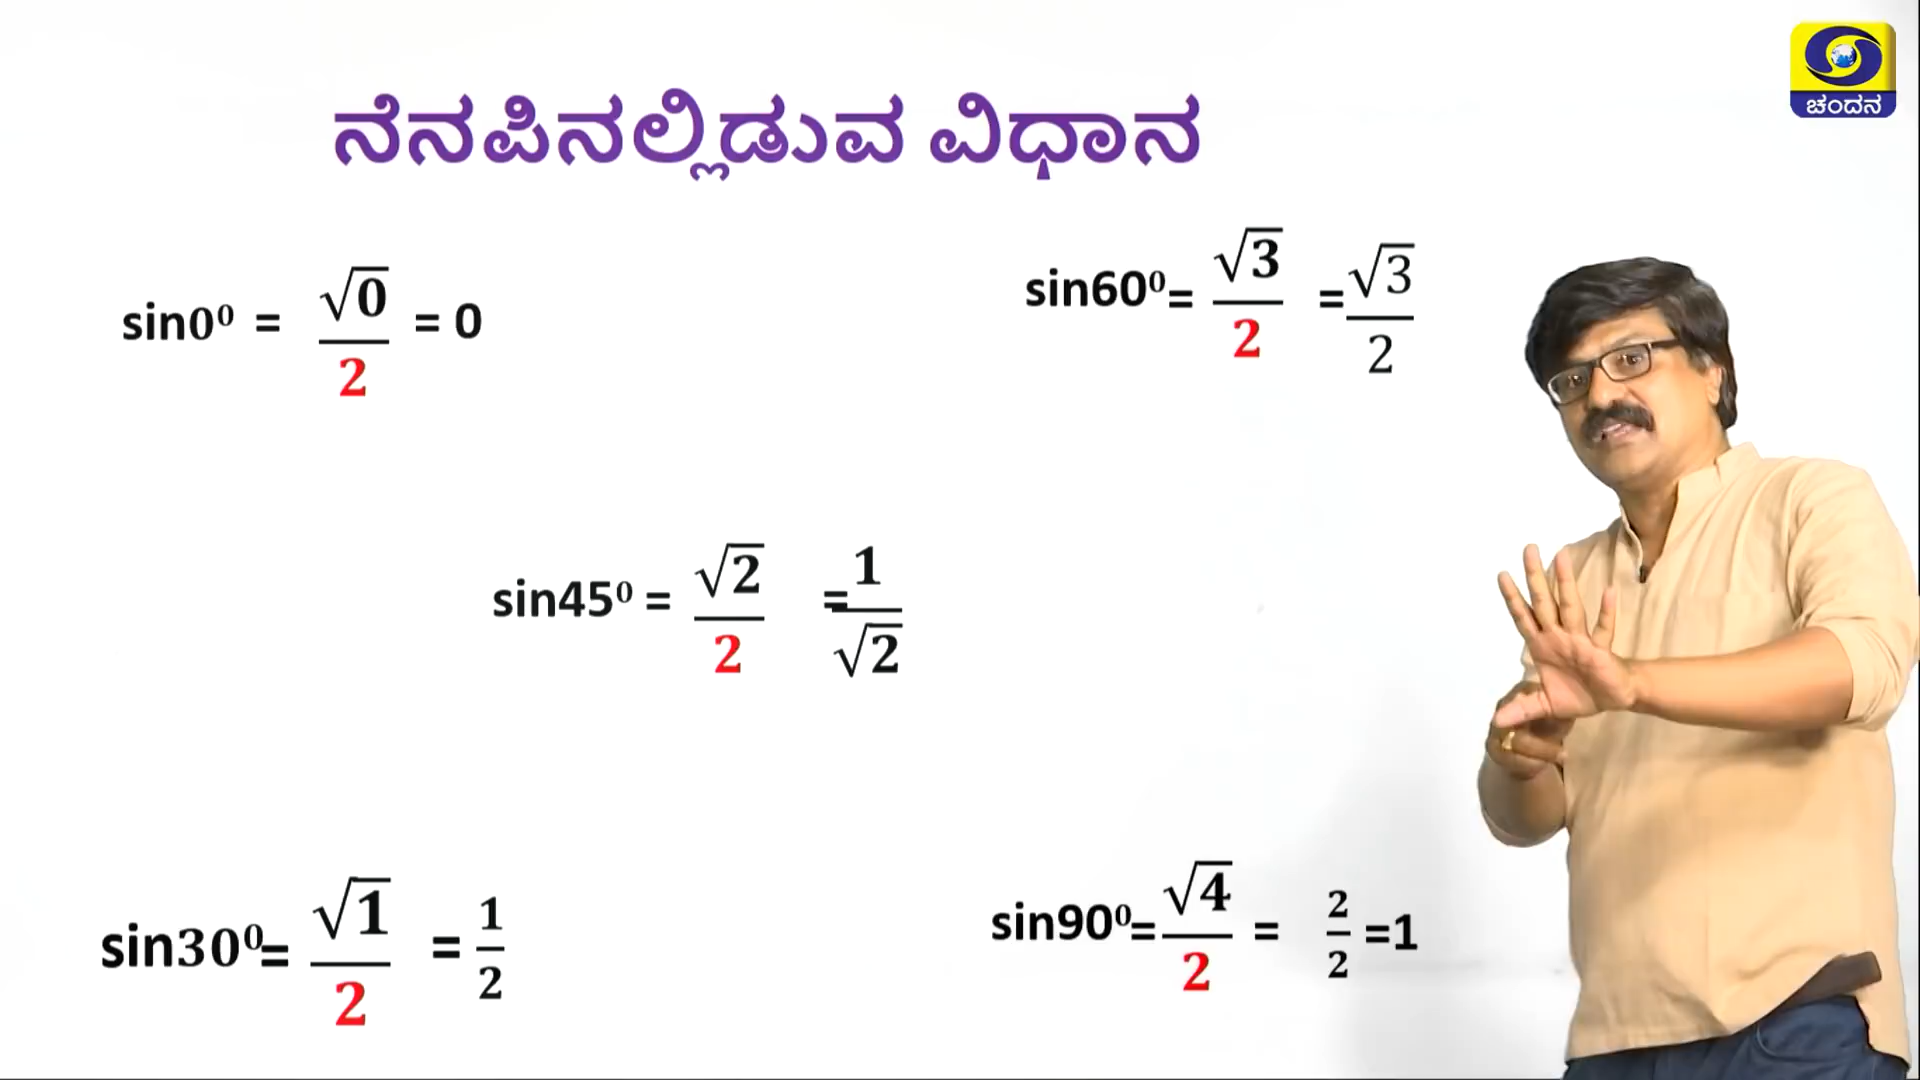 ಚಂದನ
ನೆನಪಿನಲ್ಲಿಡುವ ವಿಧಾನ
sin0⁰ = √0/2 = 0
sin60⁰= √3/2 =√3/2
sin45⁰ = √2/2 =1/√2
sin30⁰= √1/2 = 1/2
sin90⁰= √4/2 = 2/2 =1